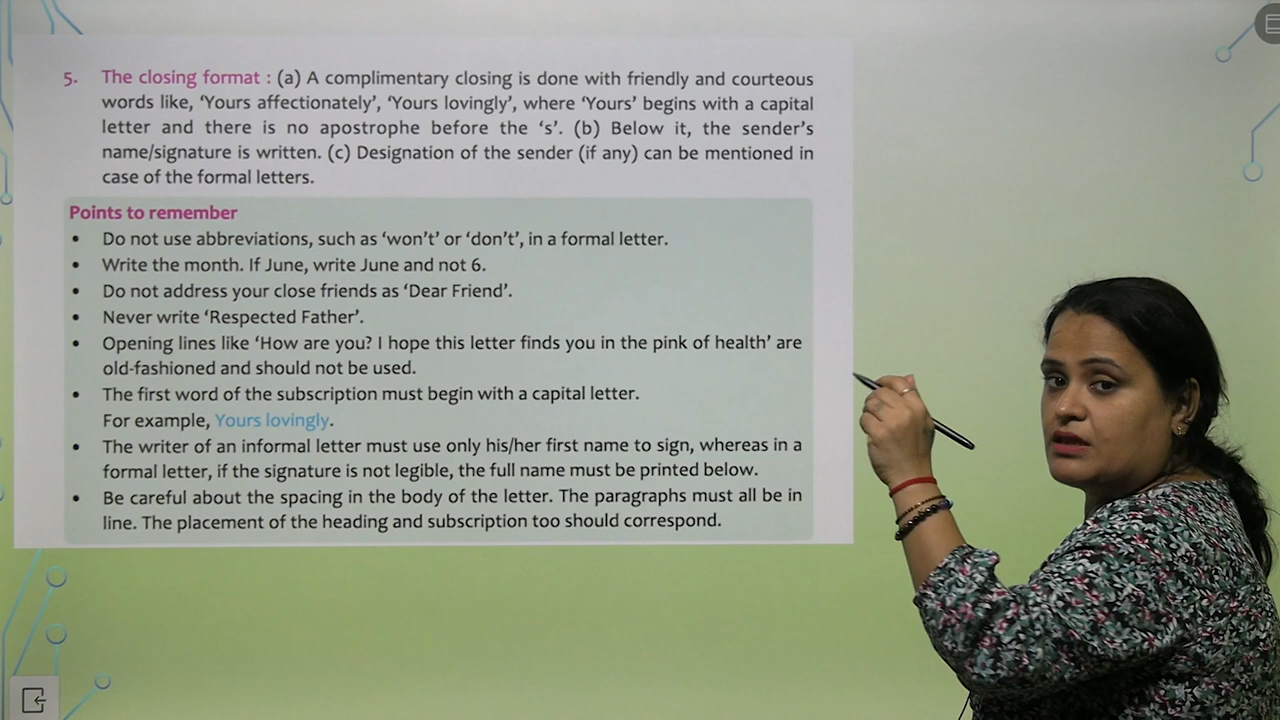 5. The closing format : (a) A complimentary closing is done with friendly and courteous
words like, ‘Yours affectionately’, ‘Yours lovingly’, where ‘Yours’ begins with a capital
letter and there is no apostrophe before the ‘s’. (b) Below it, the sender’s
name/signature is written. (c) Designation of the sender (if any) can be mentioned in
case of the formal letters.
Points to remember
• Do not use abbreviations, such as ‘won’t’ or ‘don’t’, in a formal letter.
• Write the month. If June, write June and not 6.
• Do not address your close friends as ‘Dear Friend’.
• Never write ‘Respected Father’.
• Opening lines like ‘How are you? I hope this letter finds you in the pink of health’ are
old-fashioned and should not be used.
• The first word of the subscription must begin with a capital letter.
For example, Yours lovingly.
• The writer of an informal letter must use only his/her first name to sign, whereas in a
formal letter, if the signature is not legible, the full name must be printed below.
• Be careful about the spacing in the body of the letter. The paragraphs must all be in
line. The placement of the heading and subscription too should correspond.